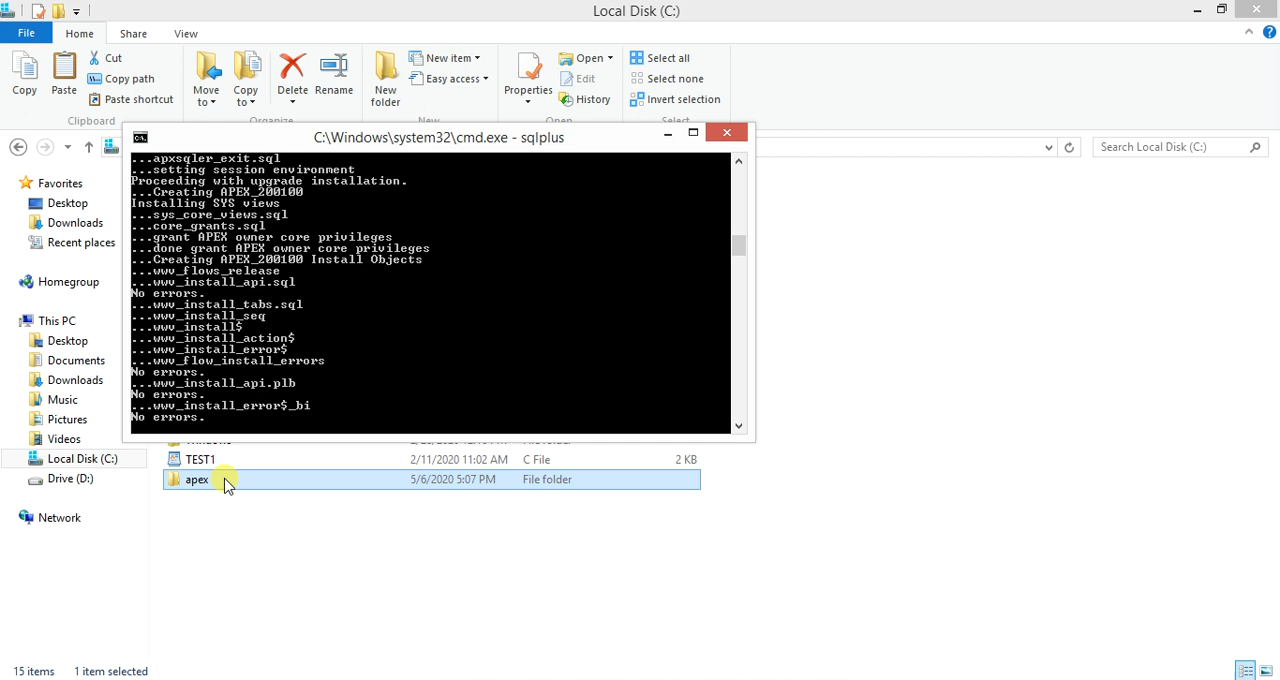 Local Disk (C:)
File
Home
Share
View
Copy
Paste
Cut
Copy path
Paste shortcut
Clipboard
Move to
Copy to
Delete
Rename
Organize
New folder
New item
Easy access
New
Properties
Open
Edit
History
Open
Select all
Select none
Invert selection
Select
Search Local Disk (C:)
Favorites
Desktop
Downloads
Recent places
Homegroup
This PC
Desktop
Documents
Downloads
Music
Pictures
Videos
Local Disk (C:)
Drive (D:)
Network
C:\Windows\system32\cmd.exe - sqlplus
...apxsqler_exit.sql
...setting session environment
Proceeding with upgrade installation.
...Creating APEX_200100
Installing SYS views
...sys_core_views.sql
...core_grants.sql
...grant APEX owner core privileges
...done grant APEX owner core privileges
...Creating APEX_200100 Install Objects
...wwv_flows_release
...wwv_install_api.sql
No errors.
...wwv_install_tabs.sql
...wwv_install_seq
...wwv_install$
...wwv_install_action$
...wwv_install_error$
...wwv_flow_install_errors
No errors.
...wwv_install_api.plb
No errors.
...wwv_install_error$_bi
No errors.
TEST1 2/11/2020 11:02 AM C File 2 KB
apex 5/6/2020 5:07 PM File folder
15 items 1 item selected